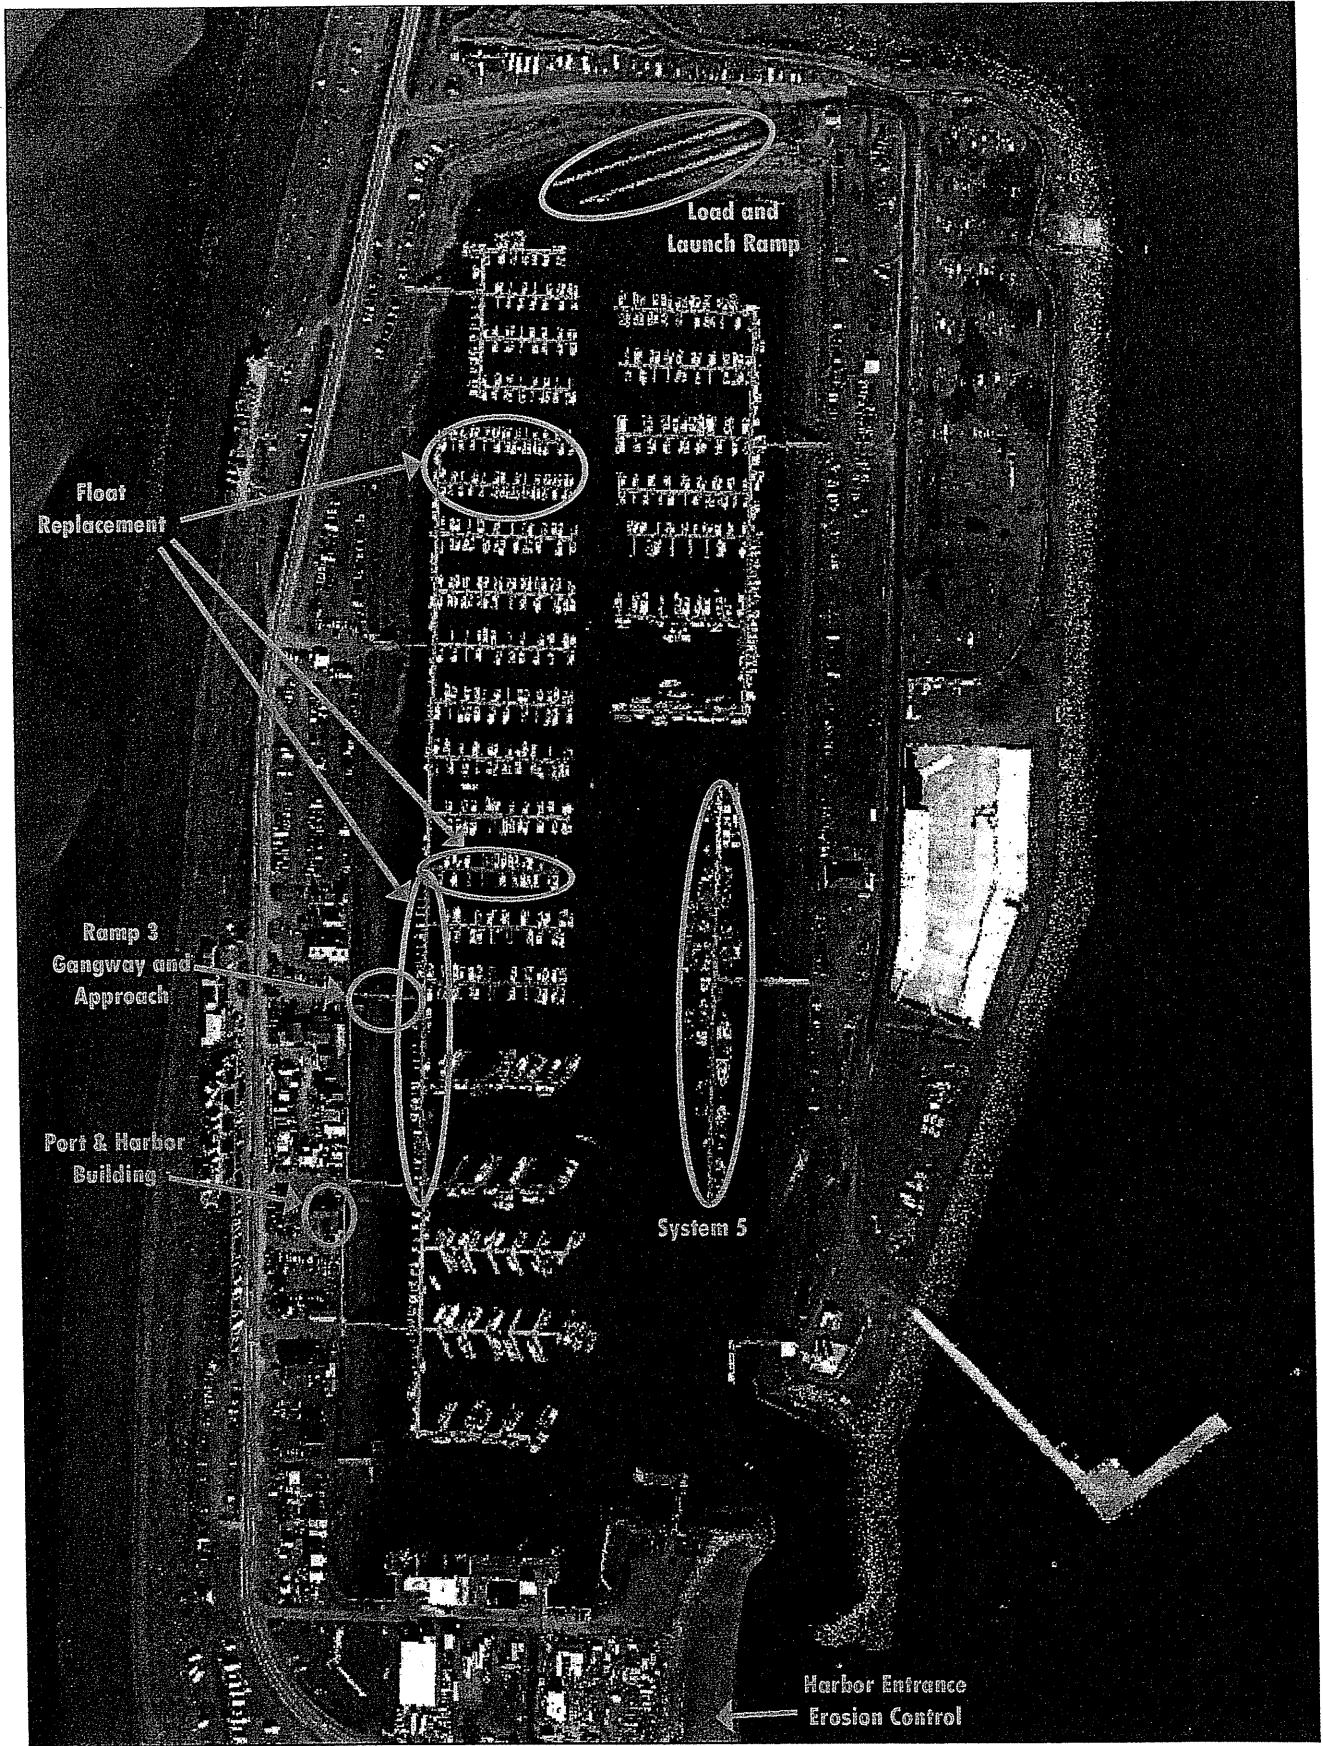 Load and
Launch Ramp
Float
Replacement
Ramp 3
Gangway and
Approach
Port & Harbor
Building
System 5
Harbor Entrance
Erosion Control